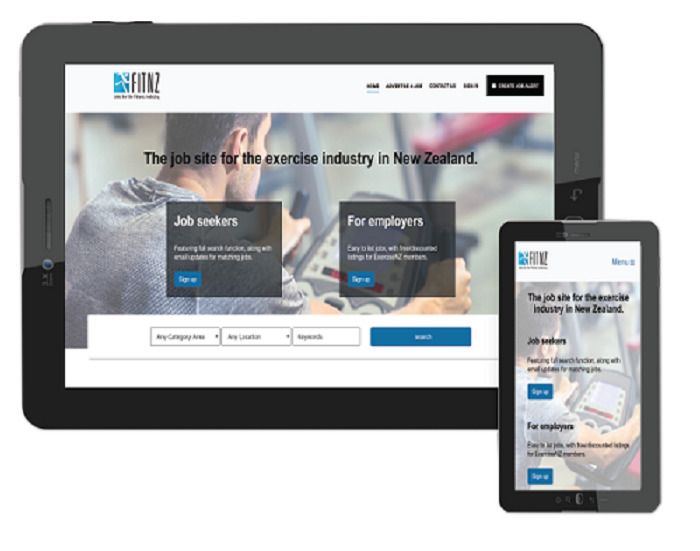 FITNZ
Jobs for the fitness industry
HOME ADVERTISE A JOB CONTACT US SIGN IN CREATE JOB ALERT
The job site for the exercise industry in New Zealand.
Job seekers
Featuring full search function, along with
email updates for matching jobs.
Sign up
For employers
Easy to list jobs, with free/discounted
listings for ExerciseNZ members.
Sign up
Any Category Area
Any Location
Keywords
search
menu
FITNZ
Menu
The job site for the exercise
industry in New Zealand.
Job seekers
Featuring full search function, along with
email updates for matching jobs.
Sign up
For employers
Easy to list jobs, with free/discounted listings
for ExerciseNZ members.
Sign up